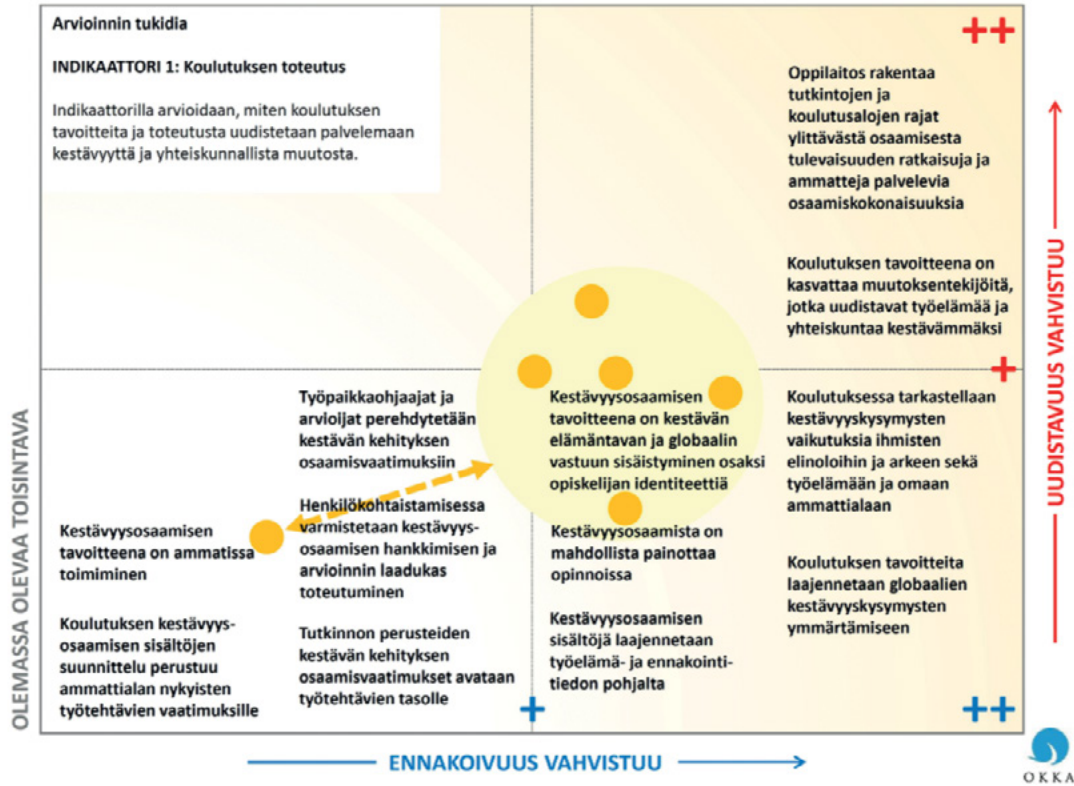 Arvioinnin tukidia
INDIKAATTORI 1: Koulutuksen toteutus
Indikaattorilla arvioidaan, miten koulutuksen
tavoitteita ja toteutusta uudistetaan palvelemaan
kestävyyttä ja yhteiskunnallista muutosta.
++
Oppilaitos rakentaa
tutkintojen ja
koulutusalojen rajat
ylittävästä osaamisesta
tulevaisuuden ratkaisuja ja
ammatteja palvelevia
osaamiskokonaisuuksia
Koulutuksen tavoitteena on
kasvattaa muutoksentekijöitä,
jotka uudistavat työelämää ja
yhteiskuntaa kestävämmäksi
+
UUDISTAVUUS VAHVISTUU
OLEMASSA OLEVAA TOISINTAVA
Kestävyysosaamisen
tavoitteena on ammatissa
toimiminen
Koulutuksen kestävyys-
osaamisen sisältöjen
suunnittelu perustuu
ammattialan nykyisten
työtehtävien vaatimuksille
Työpaikkaohjaajat ja
arvioijat perehdytetään
kestävän kehityksen
osaamisvaatimuksiin
Henkilökohtaistamisessa
varmistetaan kestävyys-
osaamisen hankkimisen ja
arvioinnin laadukas
toteutuminen
Tutkinnon perusteiden
kestävän kehityksen
osaamisvaatimukset avataan
työtehtävien tasolle
Kestävyysosaamisen
tavoitteena on kestävän
elämäntavan ja globaalin
vastuun sisäistyminen osaksi
opiskelijan identiteettiä
Kestävyysosaamista on
mahdollista painottaa
opinnoissa
Kestävyysosaamisen
sisältöjä laajennetaan
työelämä- ja ennakointi-
tiedon pohjalta
Koulutuksessa tarkastellaan
kestävyyskysymysten
vaikutuksia ihmisten
elinoloihin ja arkeen sekä
työelämään ja omaan
ammattialaan
Koulutuksen tavoitteita
laajennetaan globaalien
kestävyyskysymysten
ymmärtämiseen
+
++
ENNAKOIVUUS VAHVISTUU
OKKA